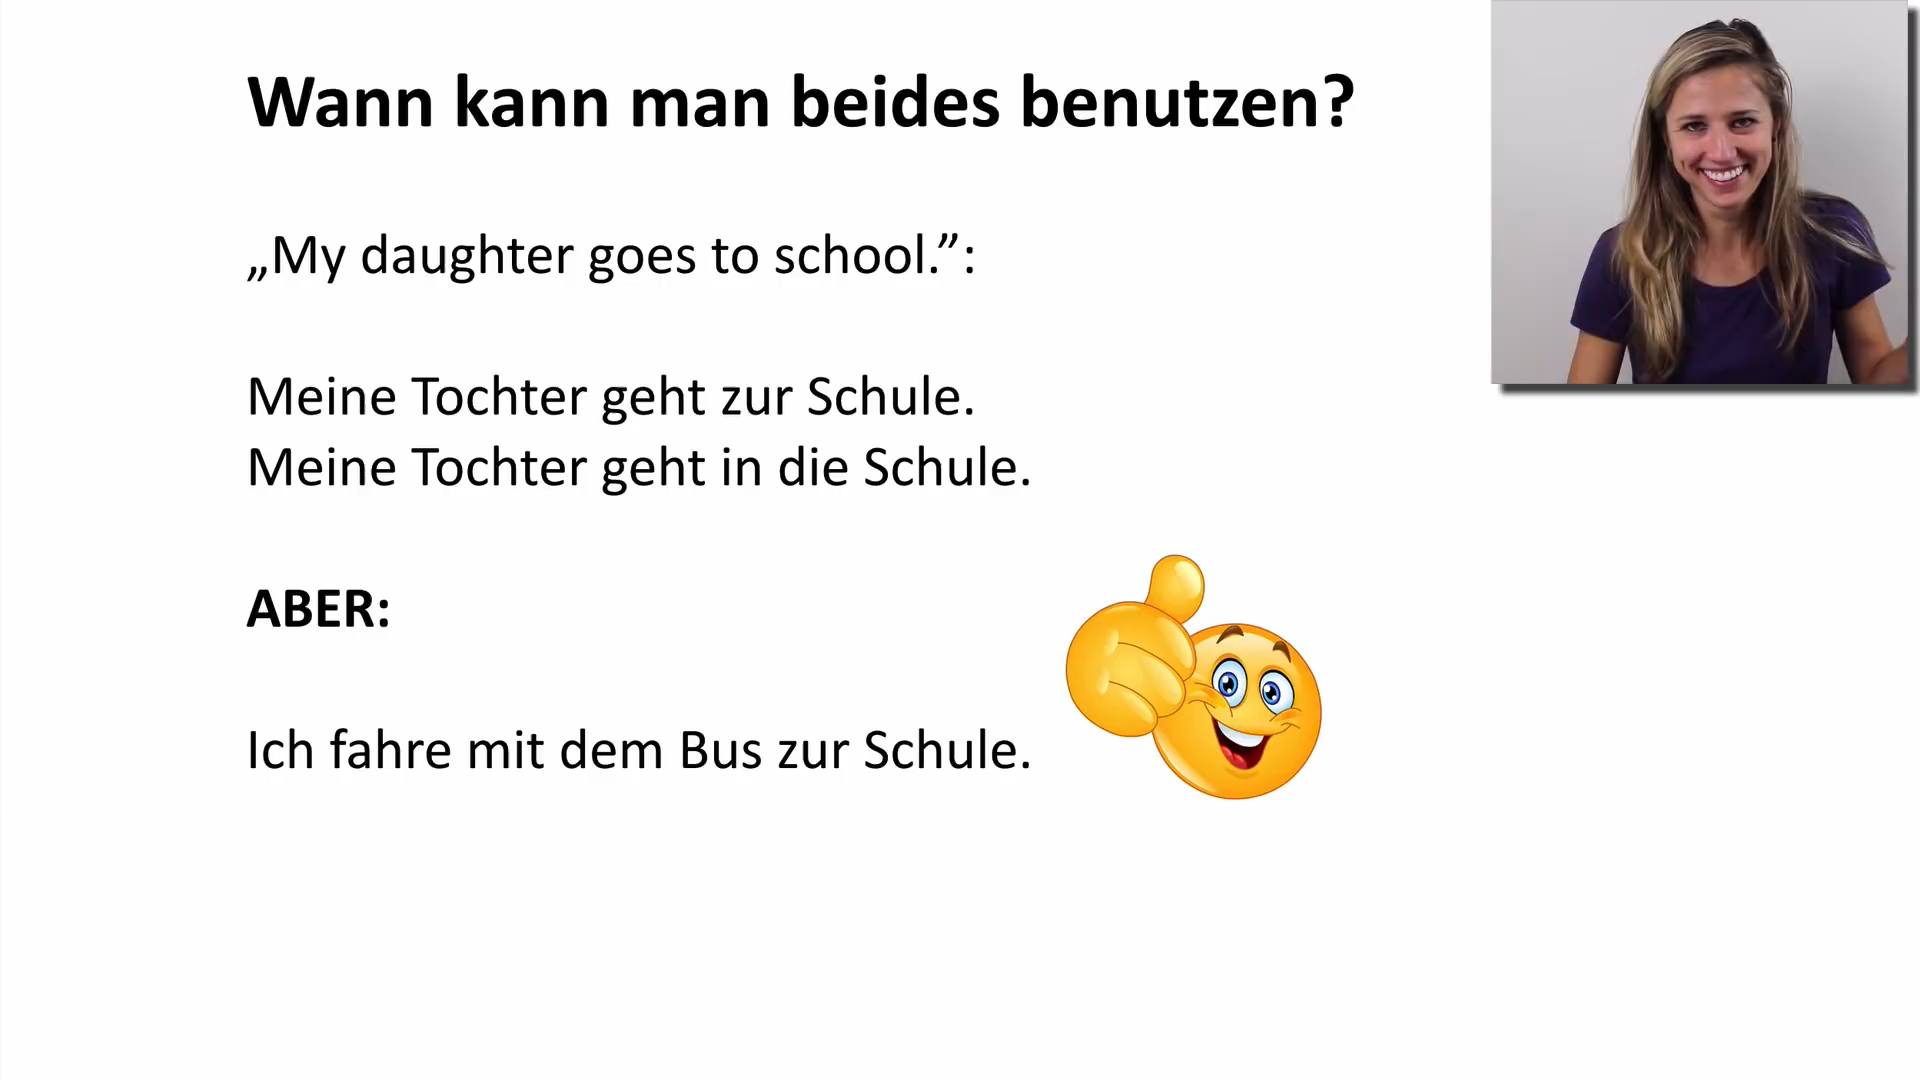 Wann kann man beides benutzen?
„My daughter goes to school.”:
Meine Tochter geht zur Schule.
Meine Tochter geht in die Schule.
ABER:
Ich fahre mit dem Bus zur Schule.